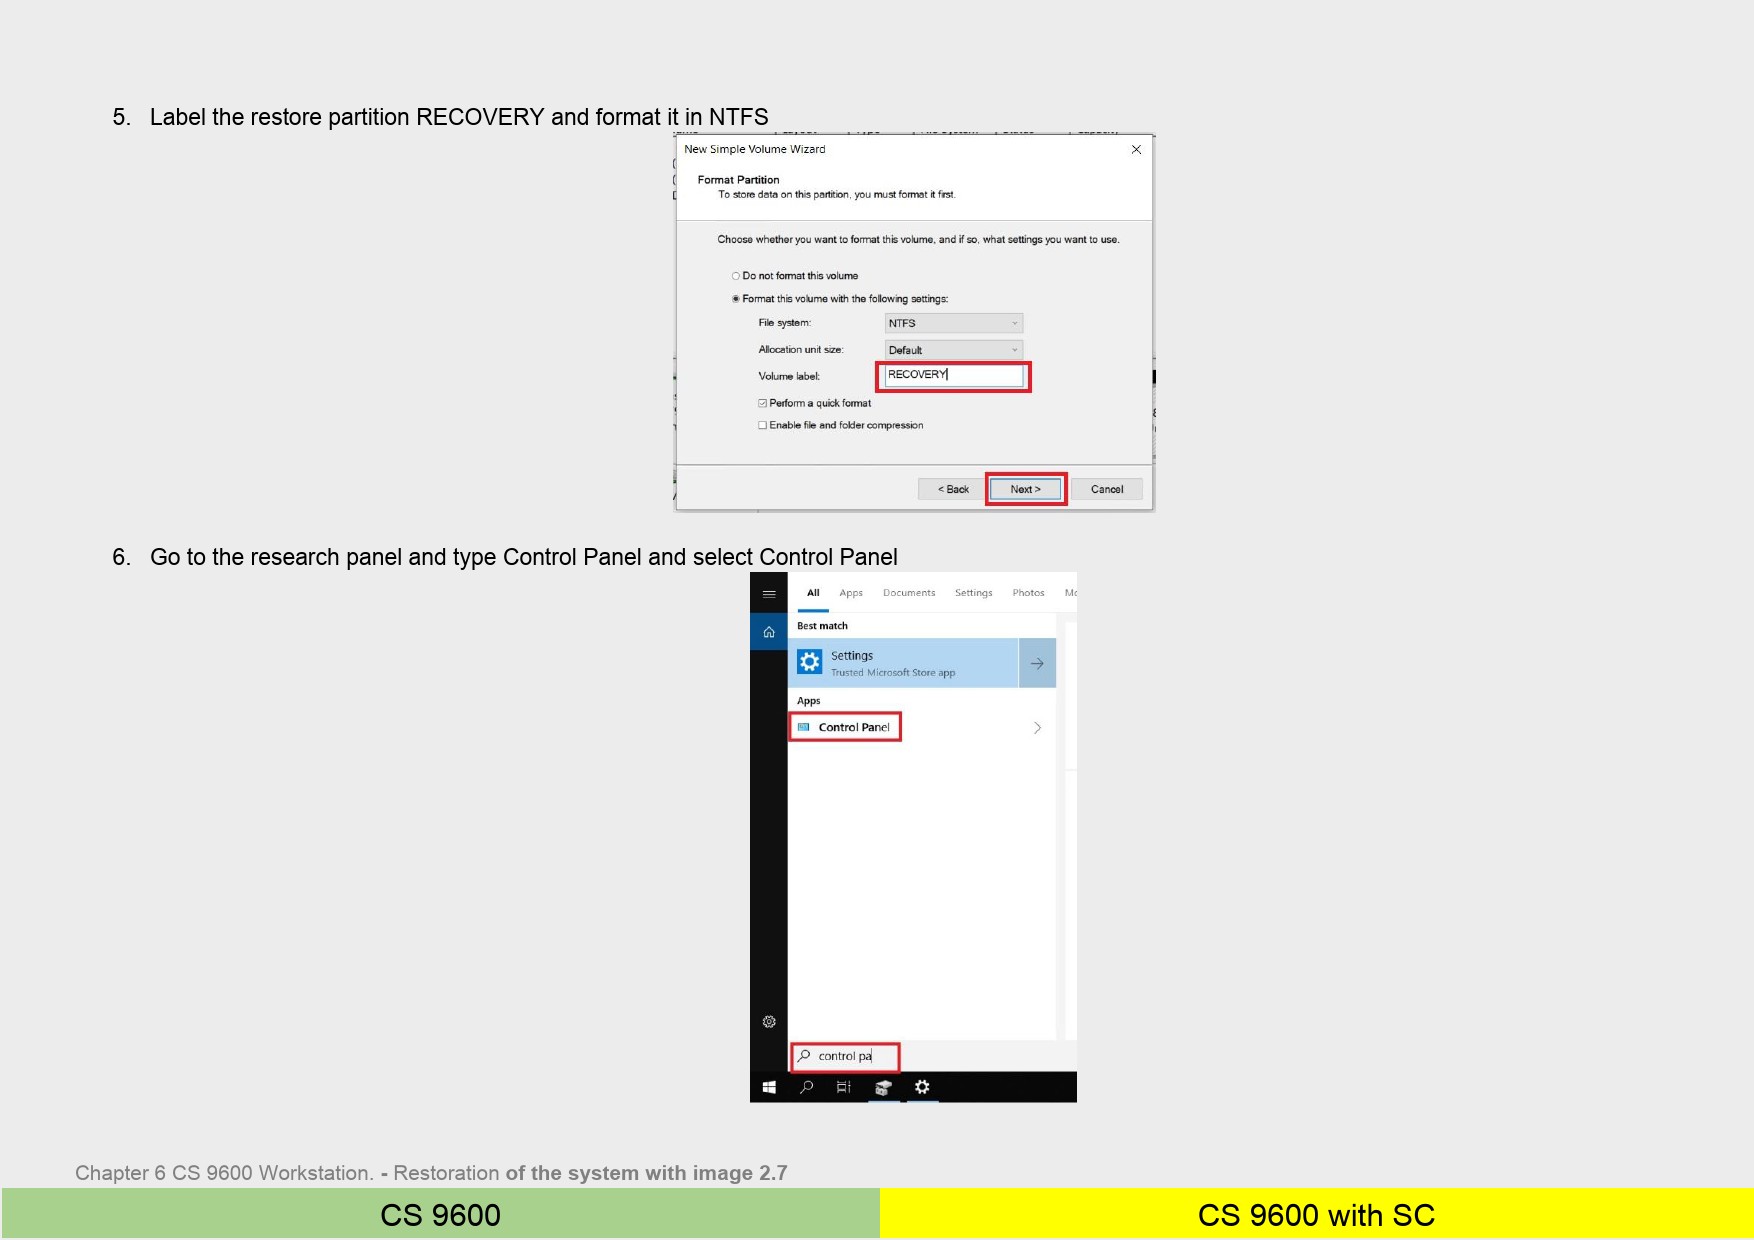 5. Label the restore partition RECOVERY and format it in NTFS
New Simple Volume Wizard
Format Partition
To store data on this partition, you must format it first.
Choose whether you want to format this volume, and if so, what settings you want to use.
Do not format this volume
Format this volume with the following settings:
File system: NTFS
Allocation unit size: Default
Volume label: RECOVERY
Perform a quick format
Enable file and folder compression
< Back Next > Cancel
6. Go to the research panel and type Control Panel and select Control Panel
All Apps Documents Settings Photos
Best match
Settings
Trusted Microsoft Store app
Apps
Control Panel
control pa
Chapter 6 CS 9600 Workstation. - Restoration of the system with image 2.7
CS 9600 CS 9600 with SC